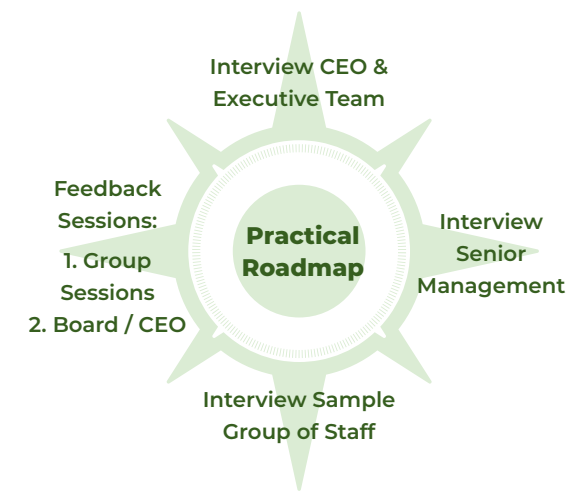 Interview CEO &
Executive Team
Feedback
Sessions:
1. Group
Sessions
2. Board / CEO
Practical
Roadmap
Interview
Senior
Management
Interview Sample
Group of Staff